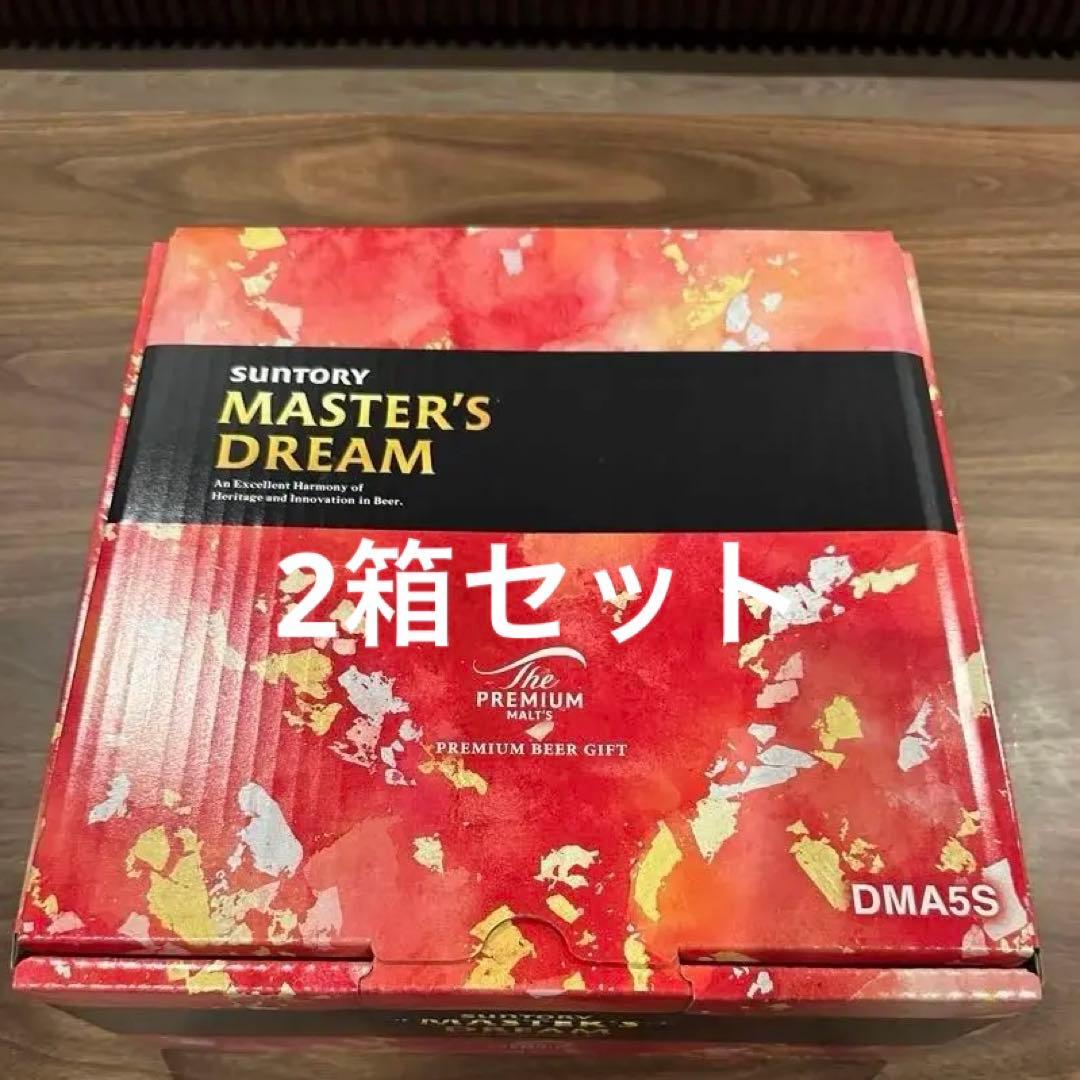 SUNTORY
MASTER'S
DREAM
An Excellent Harmony of
Heritage and Innovation in Beer.
2箱セット
The
PREMIUM
MALT'S
PREMIUM BEER GIFT
DMA5S
SUNTORY
MASTER'S
DREAM